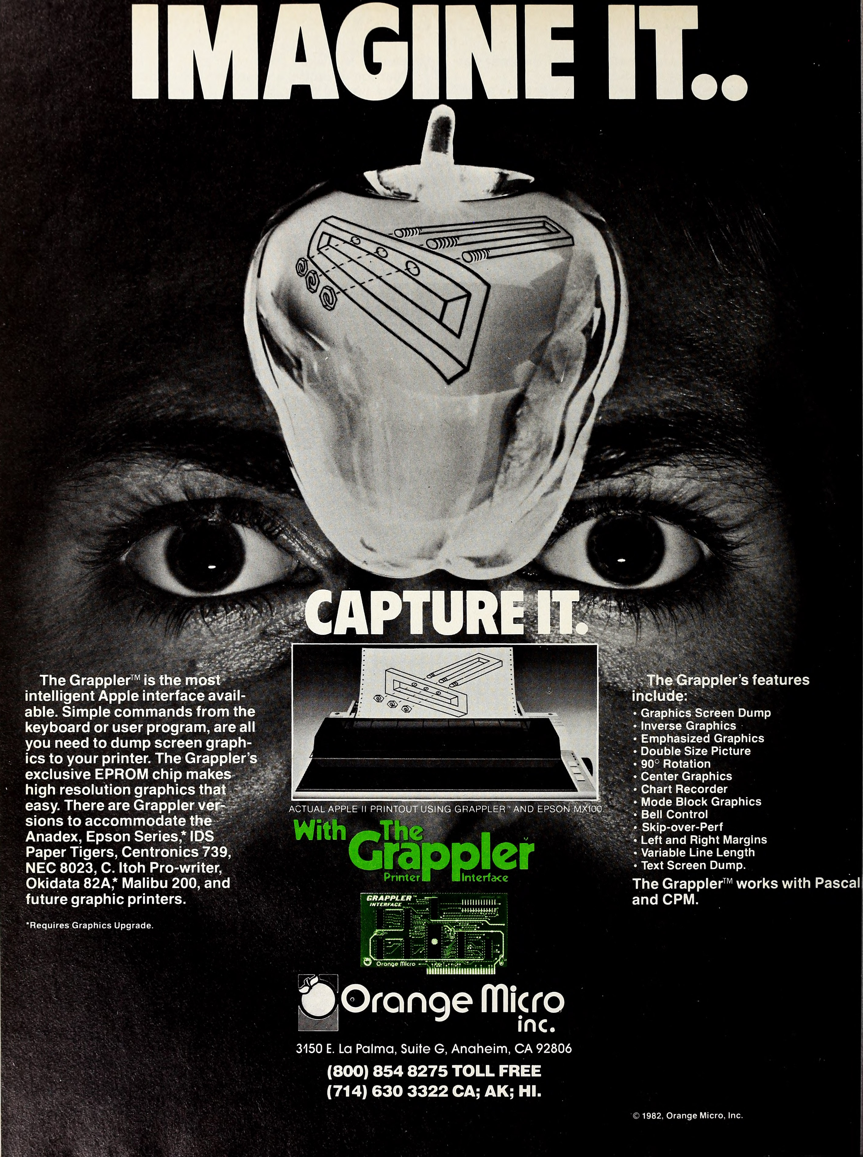 IMAGINE IT..
CAPTURE IT.
The Grappler™ is the most
intelligent Apple interface avail-
able. Simple commands from the
keyboard or user program, are all
you need to dump screen graph-
ics to your printer. The Grappler's
exclusive EPROM chip makes
high resolution graphics that
easy. There are Grappler ver-
sions to accommodate the
Anadex, Epson Series,* IDS
Paper Tigers, Centronics 739,
NEC 8023, C. Itoh Pro-writer,
Okidata 82A,* Malibu 200, and
future graphic printers.
*Requires Graphics Upgrade.
ACTUAL APPLE II PRINTOUT USING GRAPPLER™ AND EPSON MX100
With The
Grappler
Printer Interface
GRAPPLER
INTERFACE
Orange Micro
Orange Micro
inc.
3150 E. La Palma, Suite G, Anaheim, CA 92806
(800) 854 8275 TOLL FREE
(714) 630 3322 CA; AK; HI.
The Grappler's features
include:
• Graphics Screen Dump
• Inverse Graphics
• Emphasized Graphics
• Double Size Picture
• 90° Rotation
• Center Graphics
• Chart Recorder
• Mode Block Graphics
• Bell Control
• Skip-over-Perf
• Left and Right Margins
• Variable Line Length
• Text Screen Dump.
The Grappler™ works with Pascal
and CPM.
© 1982, Orange Micro, Inc.